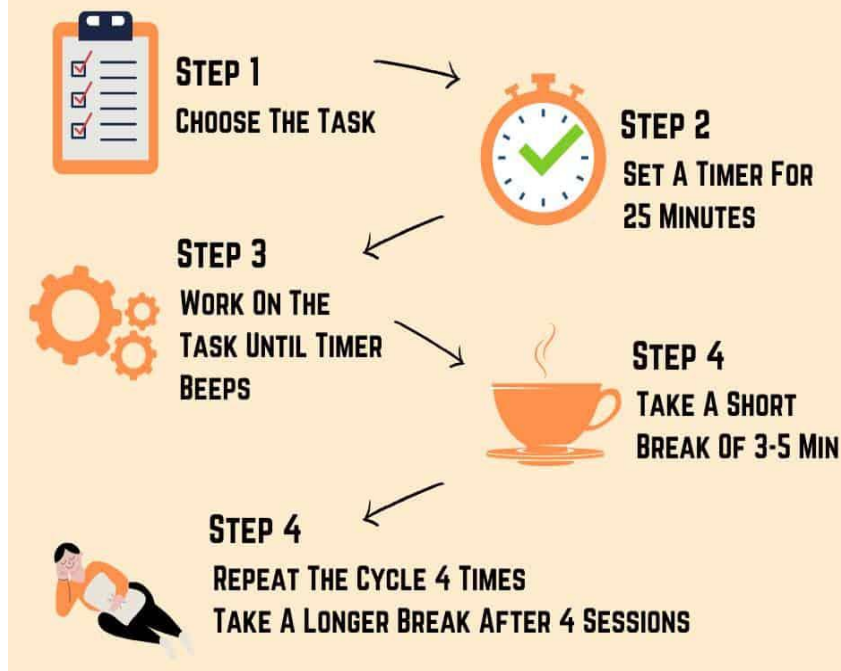 Step 1
Choose The Task
Step 2
Set A Timer For
25 Minutes
Step 3
Work On The
Task Until Timer
Beeps
Step 4
Take A Short
Break Of 3-5 Min
Step 4
Repeat The Cycle 4 Times
Take A Longer Break After 4 Sessions